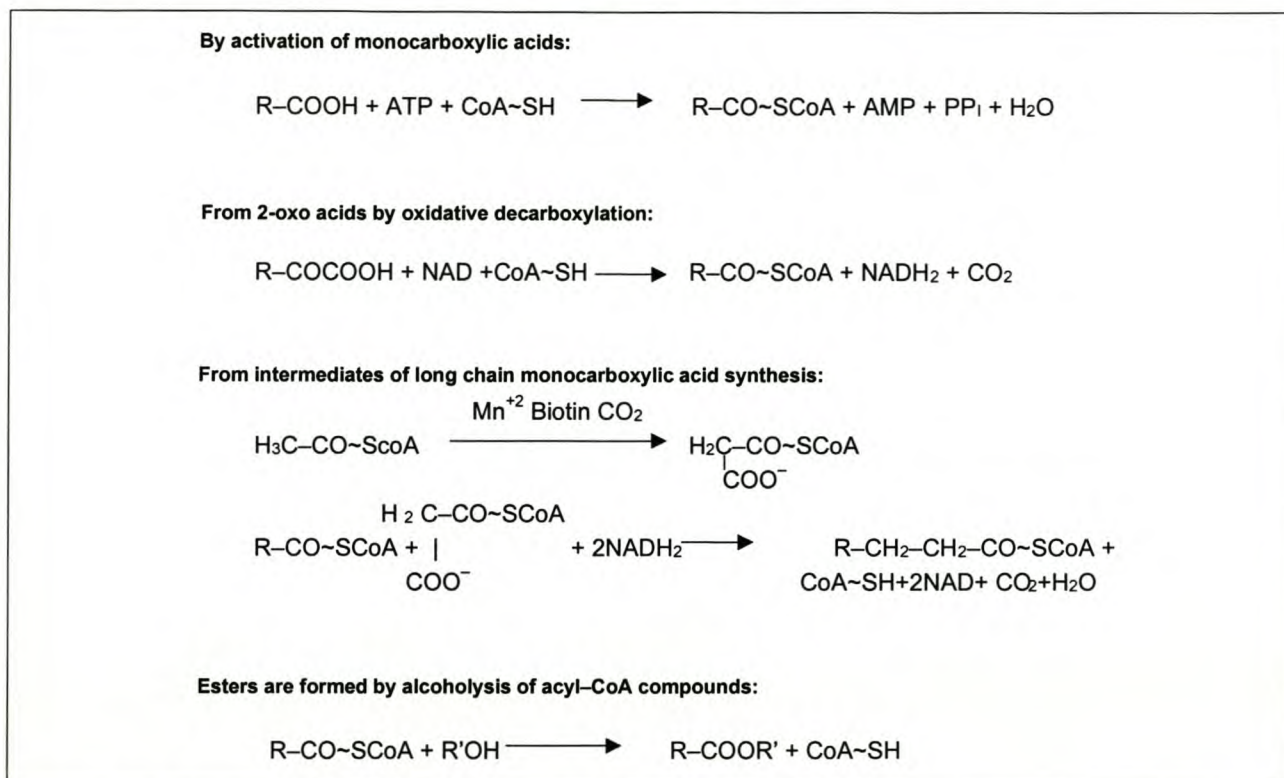 By activation of monocarboxylic acids:
R–COOH + ATP + CoA~SH ⟶ R–CO~SCoA + AMP + PPI + H2O
From 2-oxo acids by oxidative decarboxylation:
R–COCOOH + NAD +CoA~SH ⟶ R–CO~SCoA + NADH2 + CO2
From intermediates of long chain monocarboxylic acid synthesis:
Mn+2 Biotin CO2
H3C–CO~ScoA ⟶ H2C–CO~SCoA
COO−
H 2 C–CO~SCoA
R–CO~SCoA + | + 2NADH2 ⟶ R–CH2–CH2–CO~SCoA +
COO− CoA~SH+2NAD+ CO2+H2O
Esters are formed by alcoholysis of acyl–CoA compounds:
R–CO~SCoA + R'OH ⟶ R–COOR' + CoA~SH